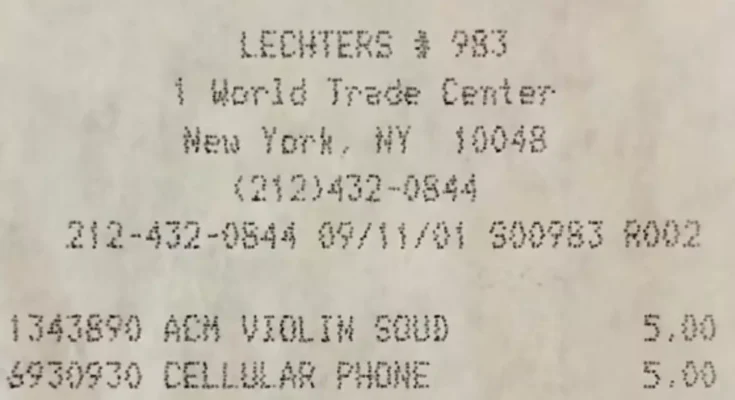 LECHTERS # 983
1 World Trade Center
New York, NY 10048
(212)432-0844
212-432-0844 09/11/01 S00983 R002
1343890 ACM VIOLIN SOUD 5.00
6930930 CELLULAR PHONE 5.00